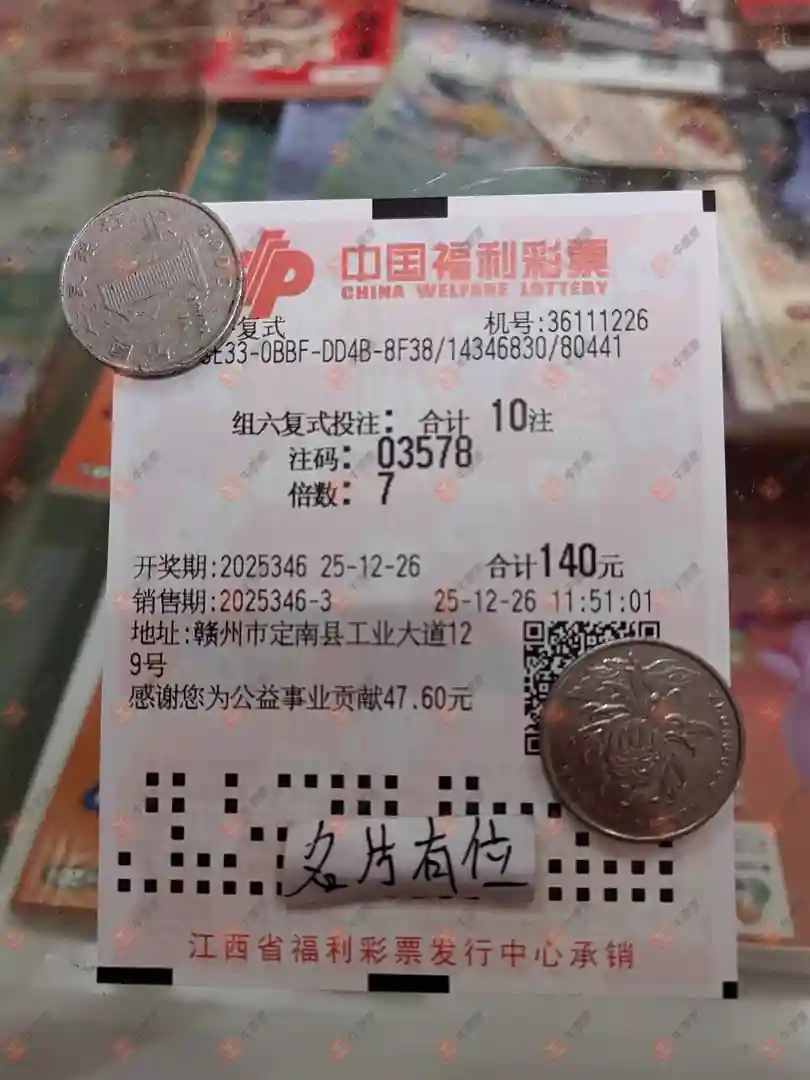 中国福利彩票
CHINA WELFARE LOTTERY
复式 机号:36111226
E33-0BBF-DD4B-8F38/14346830/80441
组六复式投注: 合计 10注
注码: 03578
倍数: 7
开奖期:2025346 25-12-26 合计140元
销售期:2025346-3 25-12-26 11:51:01
地址:赣州市定南县工业大道12
9号
感谢您为公益事业贡献47.60元
名片有位
江西省福利彩票发行中心承销